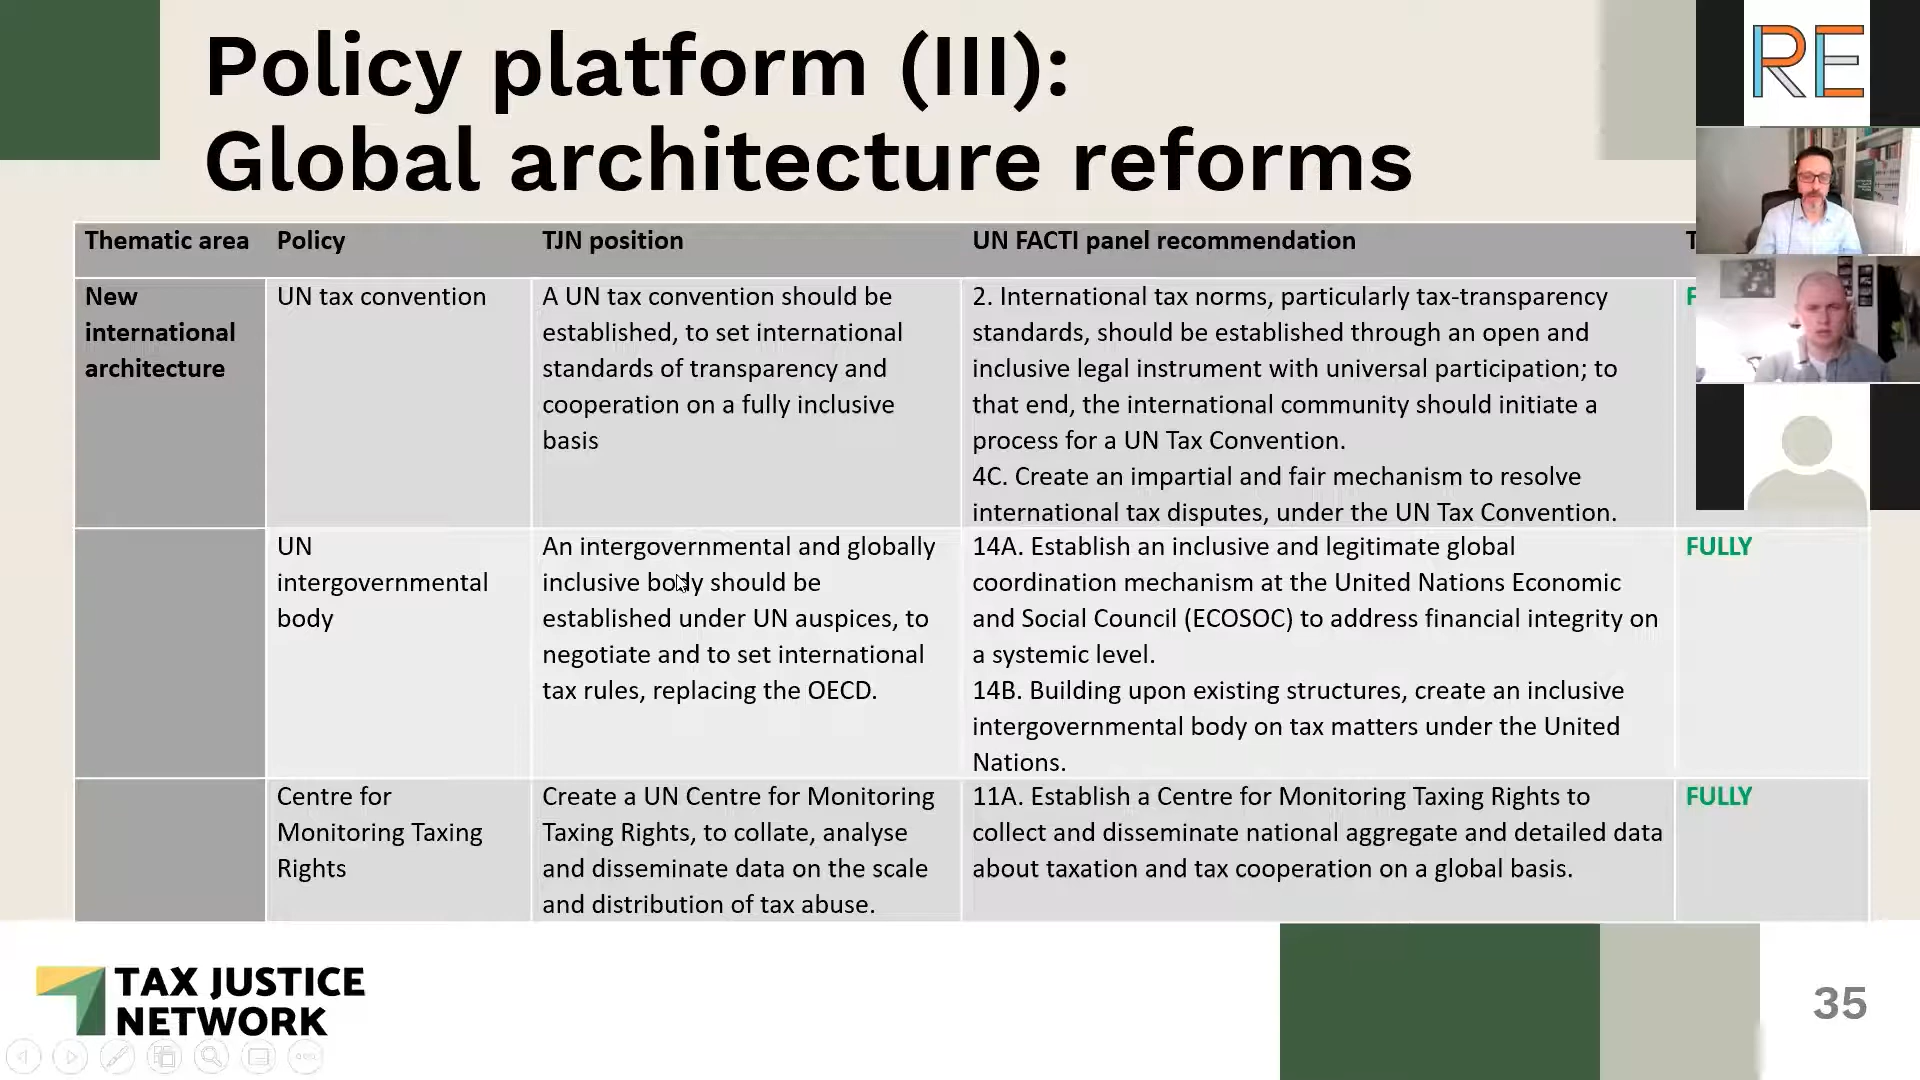 Policy platform (III):
Global architecture reforms
RE
Thematic area
Policy
TJN position
UN FACTI panel recommendation
New
international
architecture
UN tax convention
A UN tax convention should be
established, to set international
standards of transparency and
cooperation on a fully inclusive
basis
2. International tax norms, particularly tax-transparency
standards, should be established through an open and
inclusive legal instrument with universal participation; to
that end, the international community should initiate a
process for a UN Tax Convention.
4C. Create an impartial and fair mechanism to resolve
international tax disputes, under the UN Tax Convention.
UN
intergovernmental
body
An intergovernmental and globally
inclusive body should be
established under UN auspices, to
negotiate and to set international
tax rules, replacing the OECD.
14A. Establish an inclusive and legitimate global
coordination mechanism at the United Nations Economic
and Social Council (ECOSOC) to address financial integrity on
a systemic level.
14B. Building upon existing structures, create an inclusive
intergovernmental body on tax matters under the United
Nations.
FULLY
Centre for
Monitoring Taxing
Rights
Create a UN Centre for Monitoring
Taxing Rights, to collate, analyse
and disseminate data on the scale
and distribution of tax abuse.
11A. Establish a Centre for Monitoring Taxing Rights to
collect and disseminate national aggregate and detailed data
about taxation and tax cooperation on a global basis.
FULLY
TAX JUSTICE
NETWORK
35